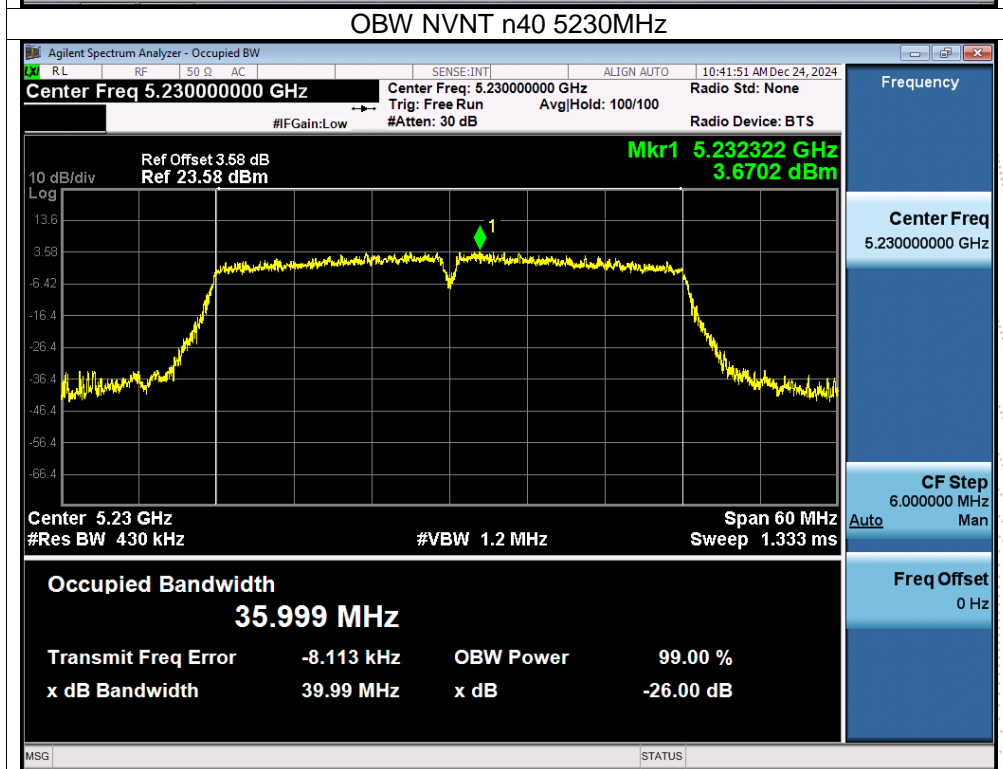 OBW NVNT n40 5230MHz
Agilent Spectrum Analyzer - Occupied BW
LXI RL RF 50 Ω AC SENSE:INT ALIGN AUTO 10:41:51 AM Dec 24, 2024
Center Freq 5.230000000 GHz
Center Freq: 5.230000000 GHz
Radio Std: None
Trig: Free Run Avg|Hold: 100/100
#IFGain:Low #Atten: 30 dB Radio Device: BTS
Frequency
Mkr1 5.232322 GHz
3.6702 dBm
Ref Offset 3.58 dB
10 dB/div Ref 23.58 dBm
Log
13.6
3.58
-6.42
-16.4
-26.4
-36.4
-46.4
-56.4
-66.4
1
Center 5.23 GHz Span 60 MHz
#Res BW 430 kHz #VBW 1.2 MHz Sweep 1.333 ms
Center Freq
5.230000000 GHz
CF Step
6.000000 MHz
Auto Man
Freq Offset
0 Hz
Occupied Bandwidth
35.999 MHz
Transmit Freq Error -8.113 kHz OBW Power 99.00 %
x dB Bandwidth 39.99 MHz x dB -26.00 dB
MSG STATUS